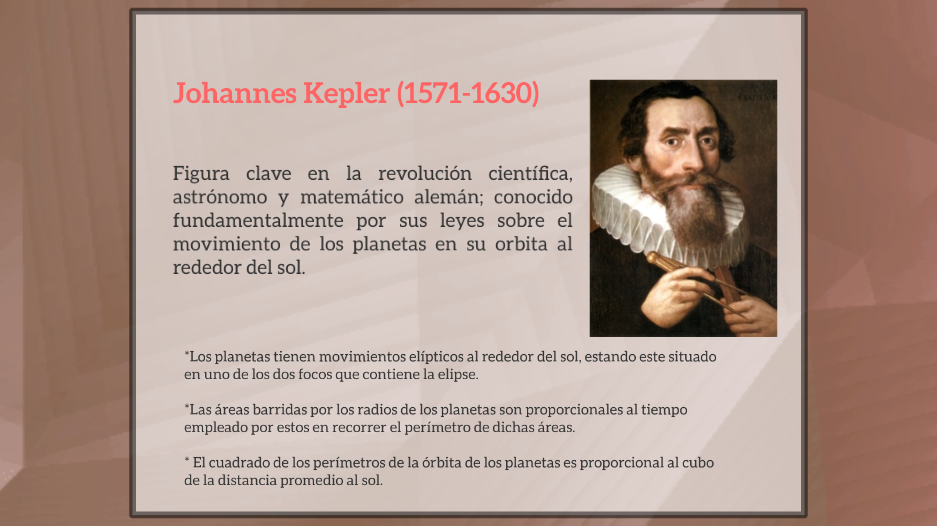 Johannes Kepler (1571-1630)
Figura clave en la revolución científica,
astrónomo y matemático alemán; conocido
fundamentalmente por sus leyes sobre el
movimiento de los planetas en su orbita al
rededor del sol.
*Los planetas tienen movimientos elípticos al rededor del sol, estando este situado
en uno de los dos focos que contiene la elipse.
*Las áreas barridas por los radios de los planetas son proporcionales al tiempo
empleado por estos en recorrer el perímetro de dichas áreas.
* El cuadrado de los perímetros de la órbita de los planetas es proporcional al cubo
de la distancia promedio al sol.